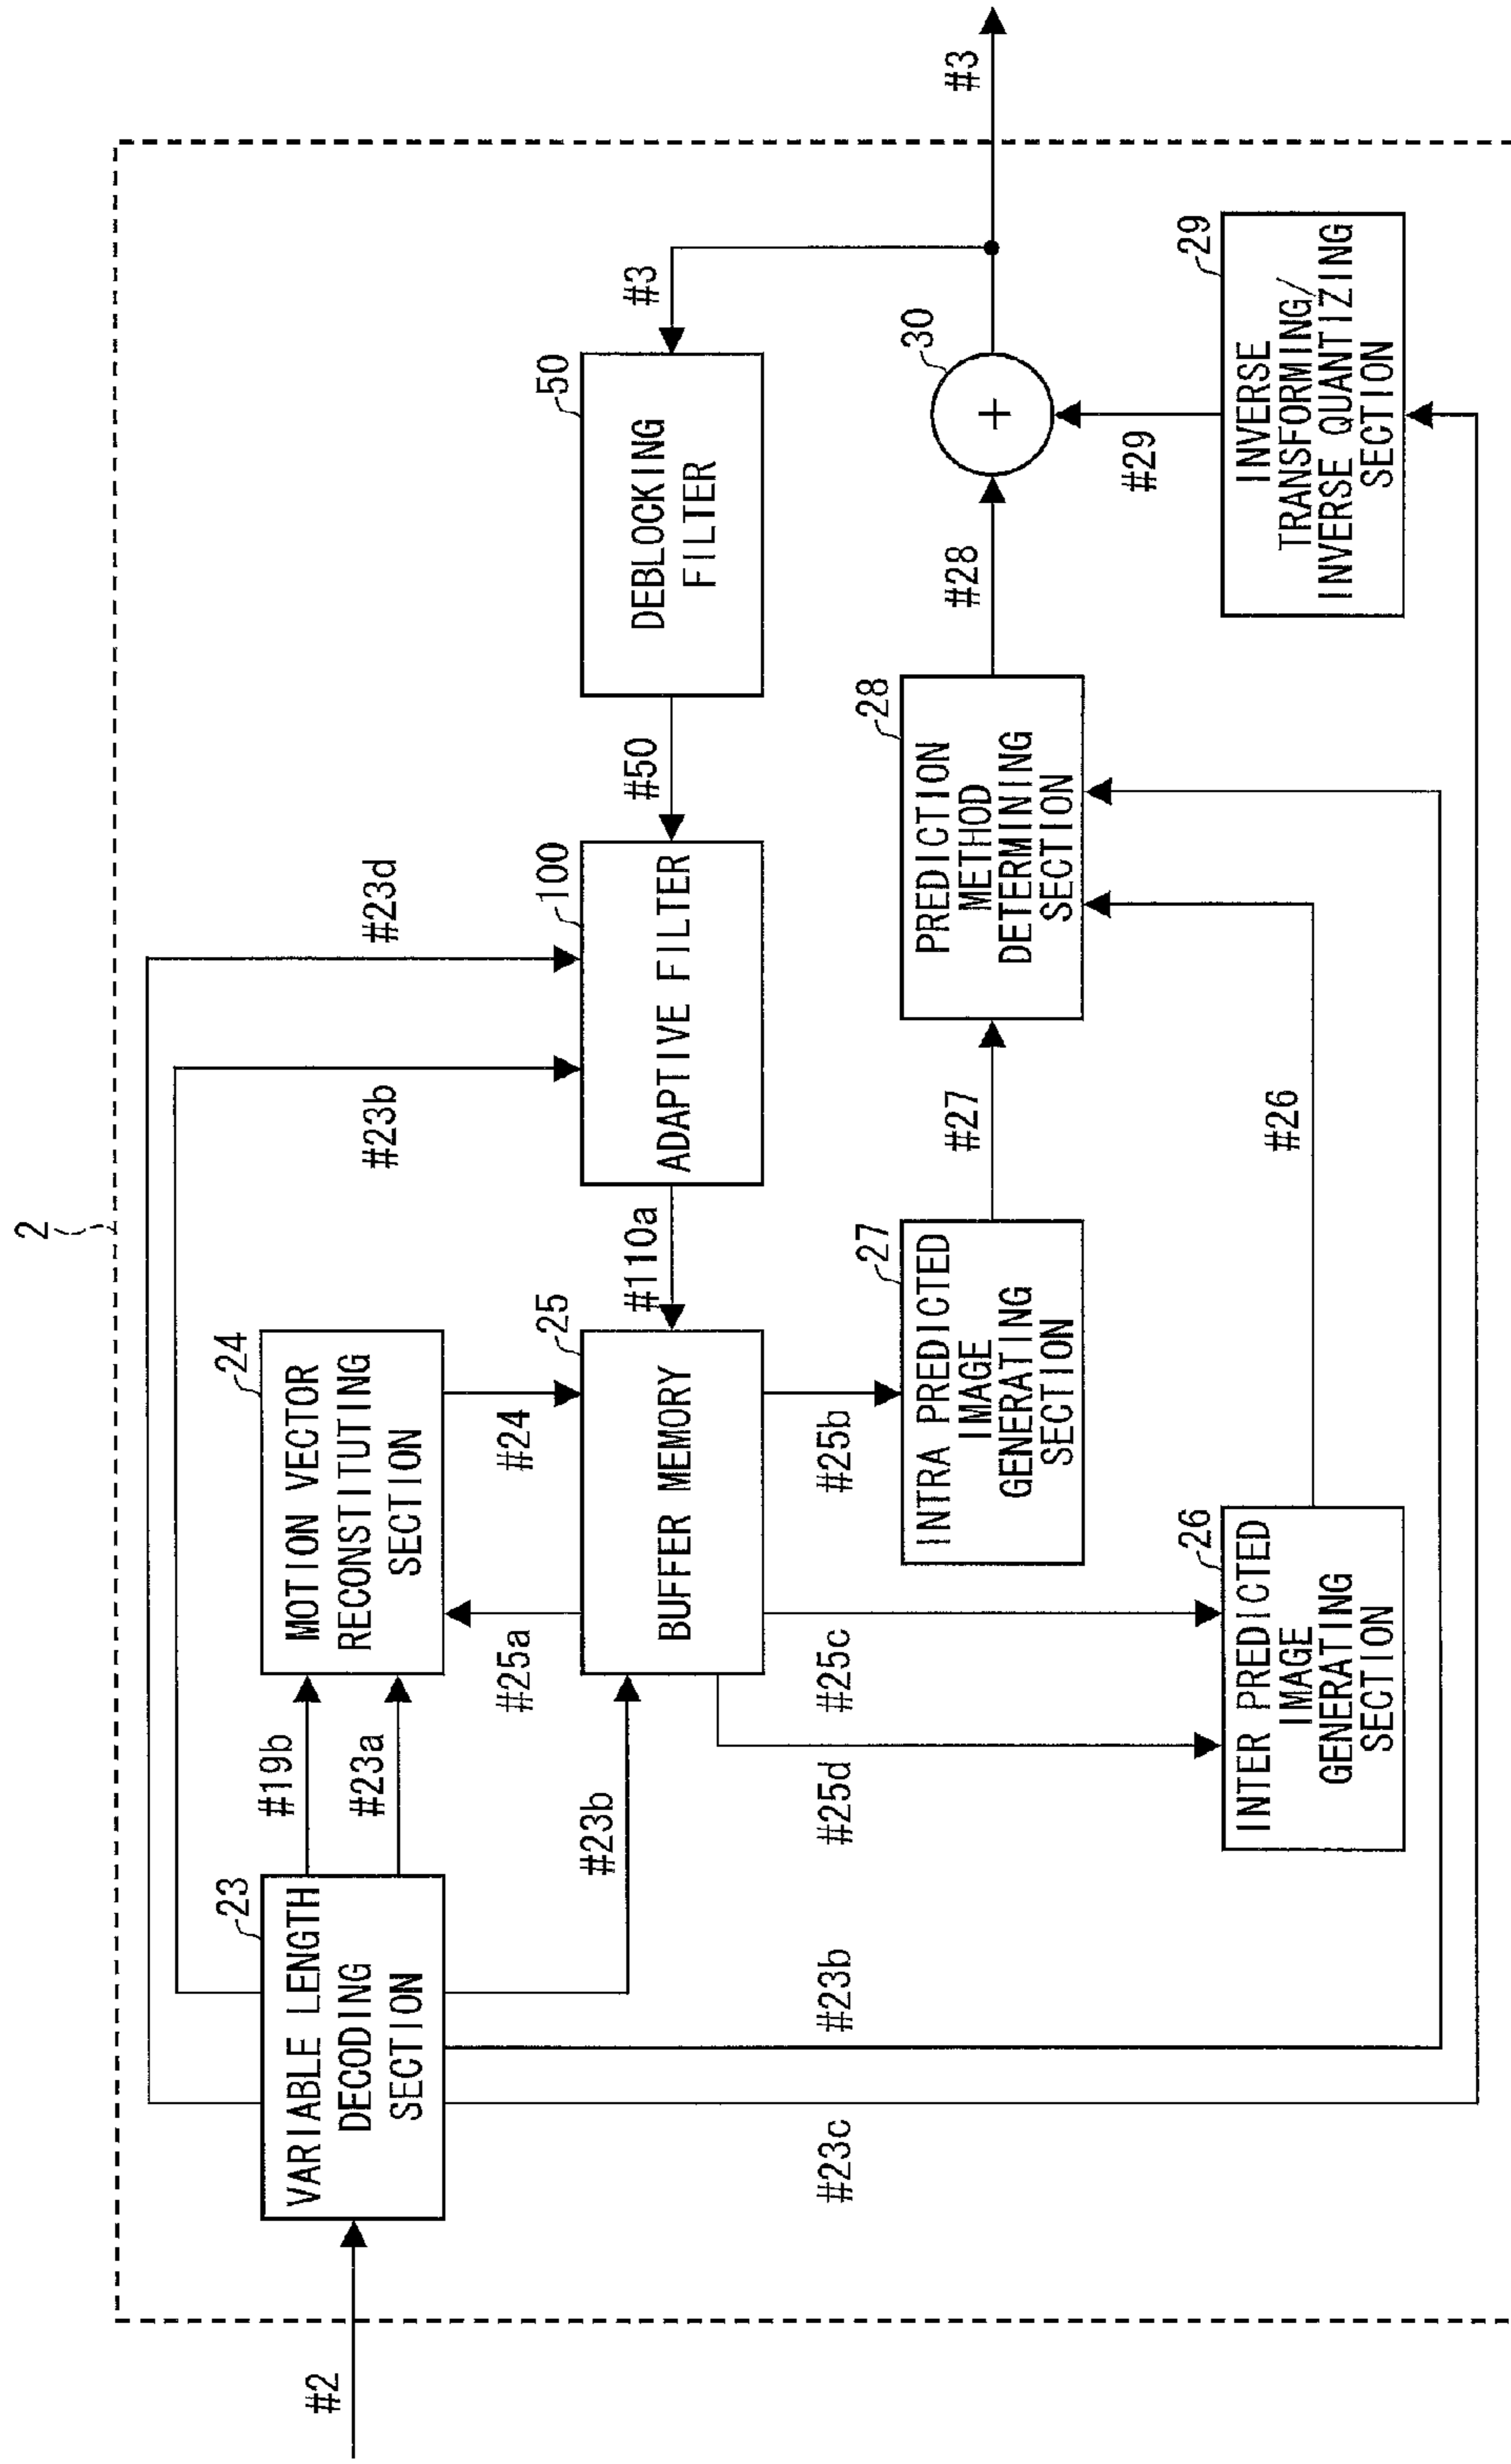 2
#2
23
VARIABLE LENGTH
DECODING
SECTION
#19b
#23a
24
MOTION VECTOR
RECONSTITUTING
SECTION
#23b
#23d
#25a
#24
#23b
25
BUFFER MEMORY
#110a
100
ADAPTIVE FILTER
#50
50
DEBLOCKING
FILTER
#3
#3
#23c
#23b
#25d
#25c
#25b
27
INTRA PREDICTED
IMAGE
GENERATING
SECTION
#27
28
PREDICTION
METHOD
DETERMINING
SECTION
#28
30
+
#29
26
INTER PREDICTED
IMAGE
GENERATING
SECTION
#26
29
INVERSE
TRANSFORMING/
INVERSE QUANTIZING
SECTION